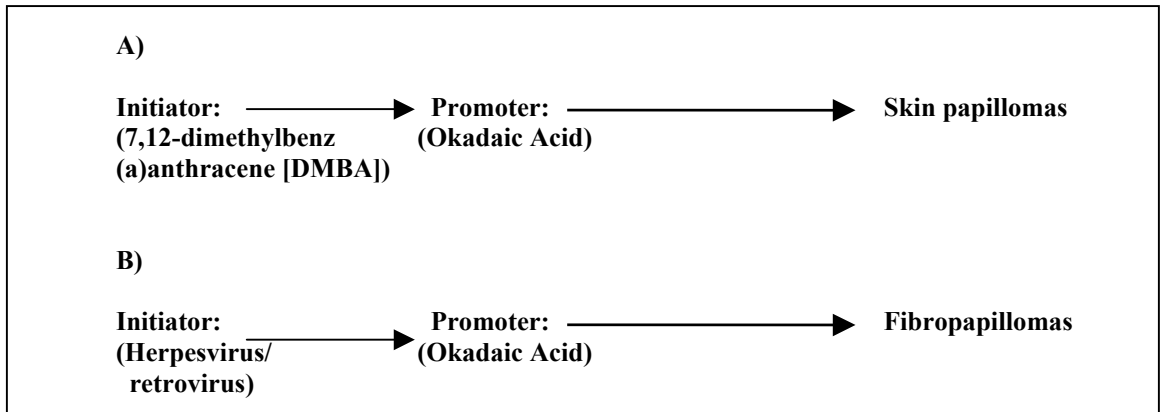 A)
Initiator: Promoter: Skin papillomas
(7,12-dimethylbenz (Okadaic Acid)
(a)anthracene [DMBA])
B)
Initiator: Promoter: Fibropapillomas
(Herpesvirus/ (Okadaic Acid)
retrovirus)